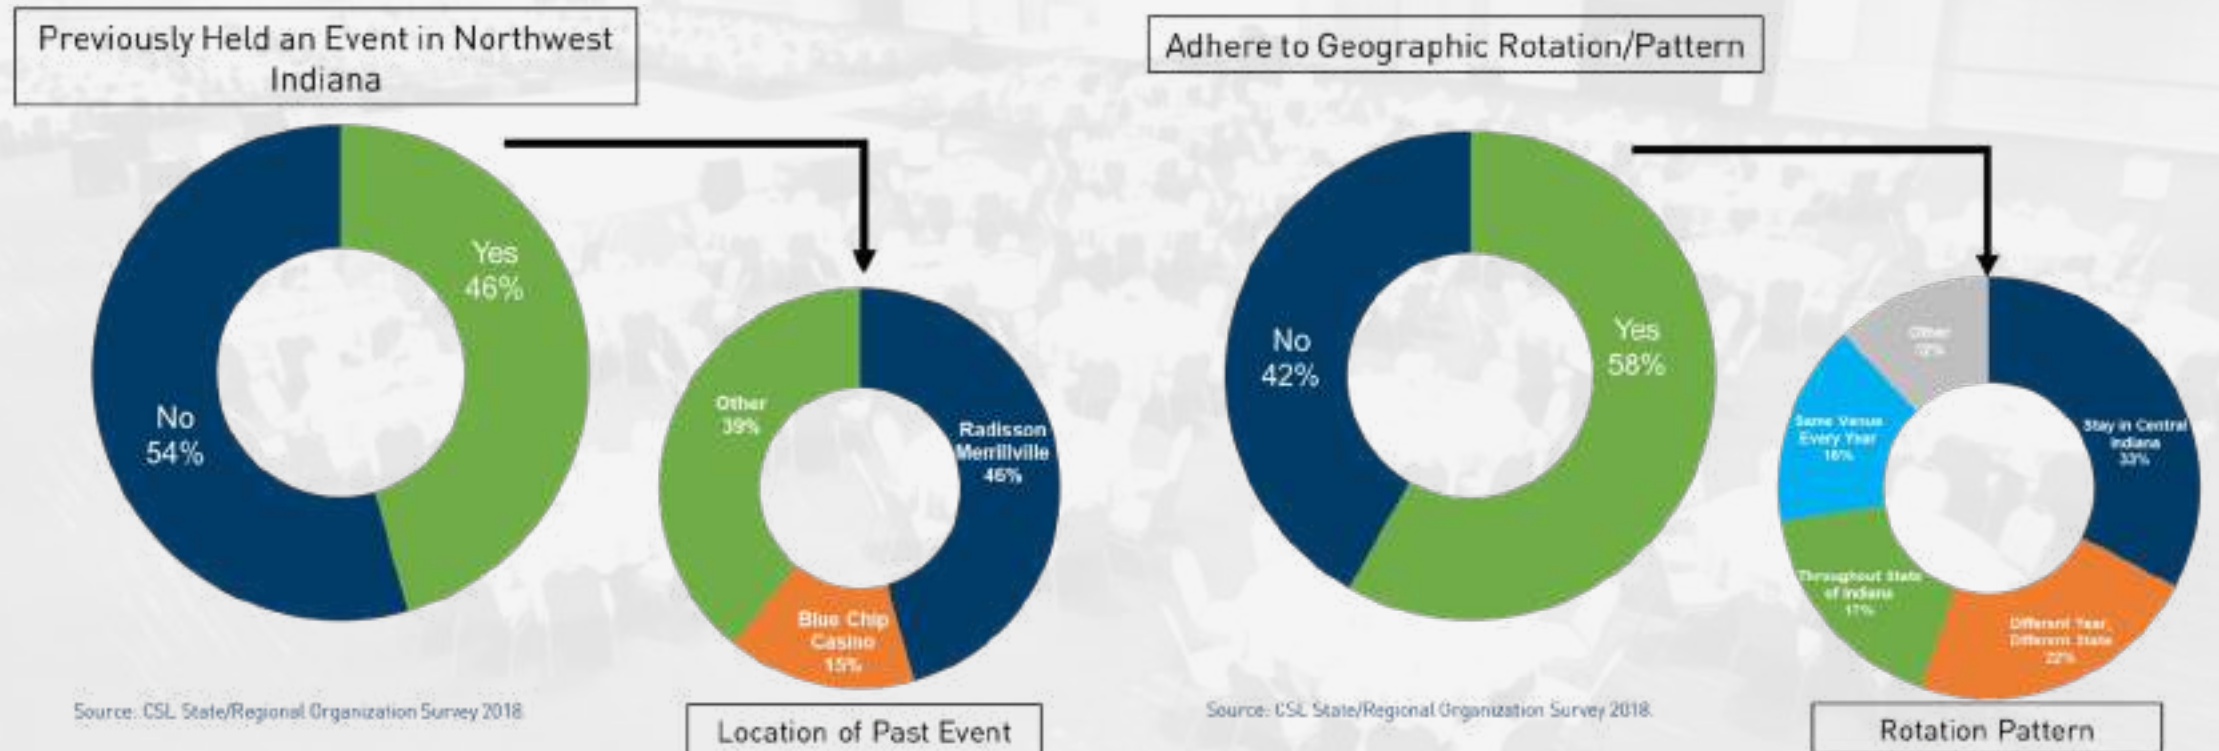 Previously Held an Event in Northwest
Indiana
Yes
46%
No
54%
Other
39%
Radisson
Merrillville
46%
Blue Chip
Casino
15%
Source: CSL State/Regional Organization Survey 2018.
Location of Past Event
Adhere to Geographic Rotation/Pattern
No
42%
Yes
58%
Other
12%
Same Venue
Every Year
16%
Stay in Central
Indiana
33%
Throughout State
of Indiana
17%
Different Year,
Different State
22%
Source: CSL State/Regional Organization Survey 2018.
Rotation Pattern